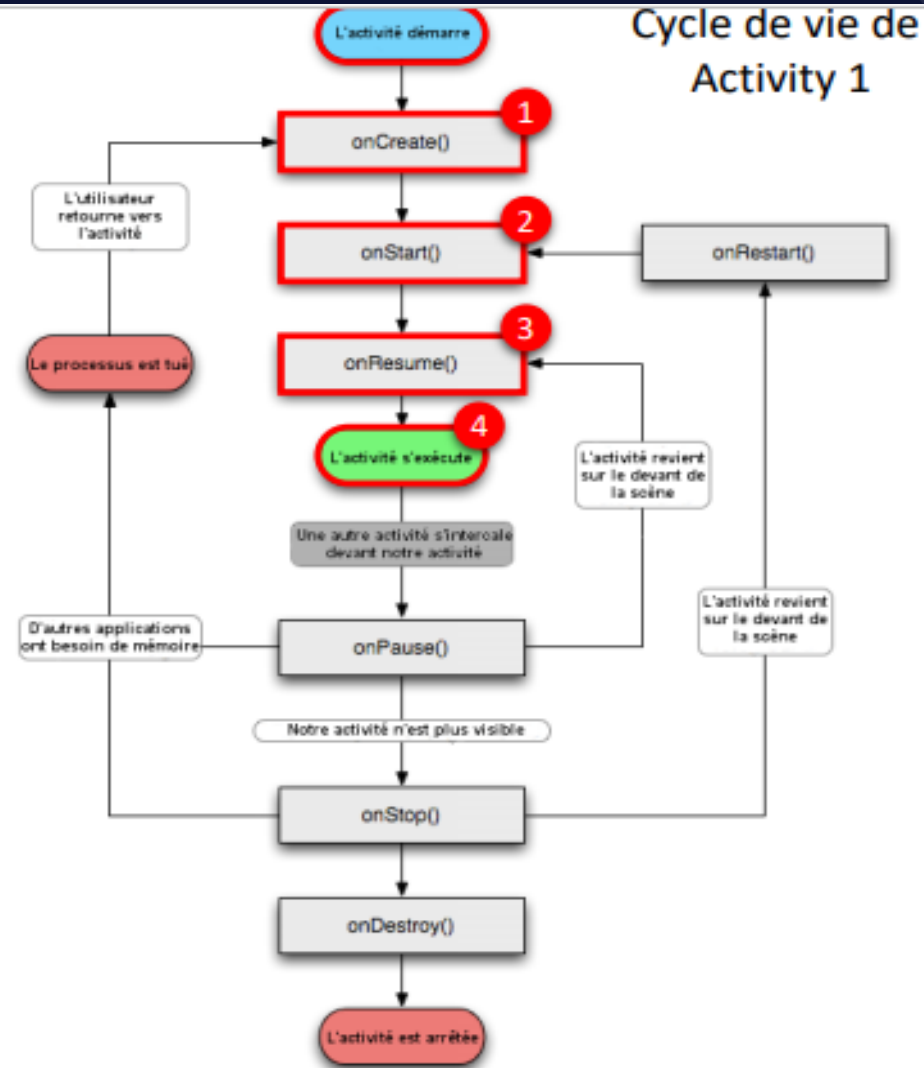 Cycle de vie de
Activity 1
L'activité démarre
1
onCreate()
L'utilisateur
retourne vers
l'activité
2
onStart()
onRestart()
3
onResume()
Le processus est tué
4
L'activité s'exécute
L'activité revient
sur le devant de
la scène
Une autre activité s'intercale
devant notre activité
L'activité revient
sur le devant de
la scène
D'autres applications
ont besoin de mémoire
onPause()
Notre activité n'est plus visible
onStop()
onDestroy()
L'activité est arrêtée